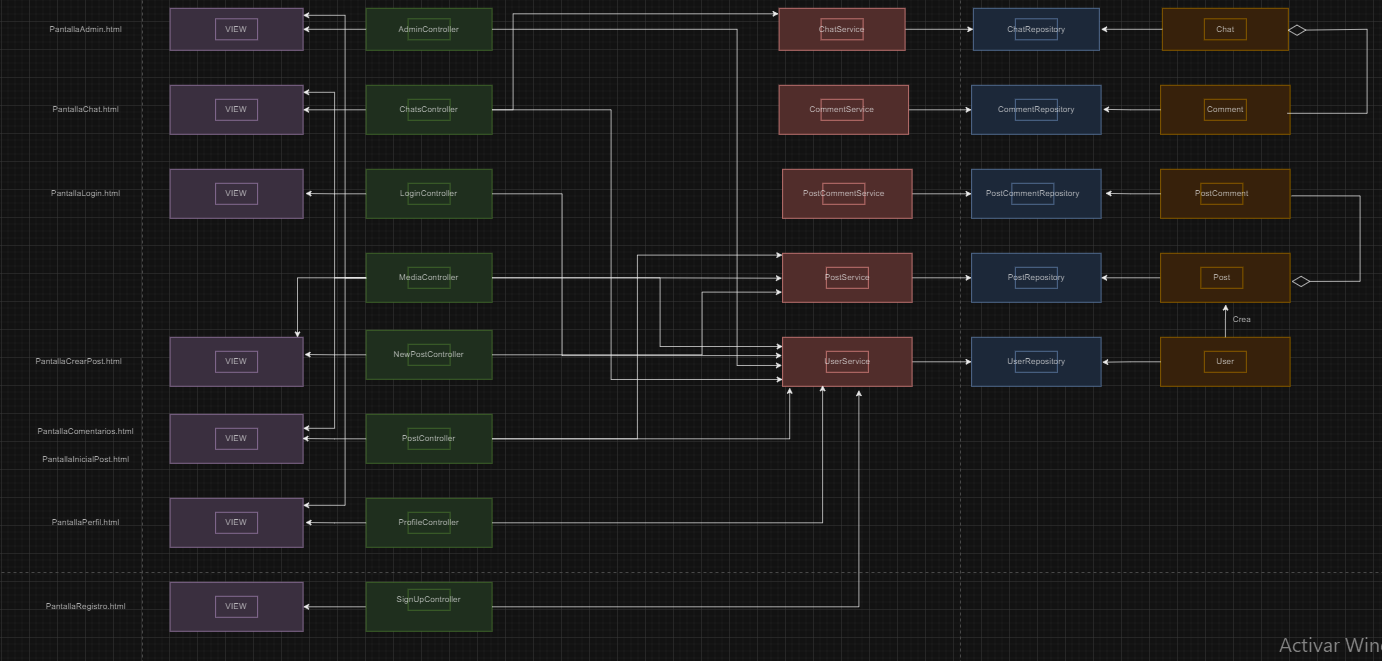 PantallaAdmin.html
VIEW
AdminController
ChatService
ChatRepository
Chat
PantallaChat.html
VIEW
ChatsController
CommentService
CommentRepository
Comment
PantallaLogin.html
VIEW
LoginController
PostCommentService
PostCommentRepository
PostComment
MediaController
PostService
PostRepository
Post
Crea
PantallaCrearPost.html
VIEW
NewPostController
UserService
UserRepository
User
PantallaComentarios.html
VIEW
PostController
PantallaInicialPost.html
PantallaPerfil.html
VIEW
ProfileController
PantallaRegistro.html
VIEW
SignUpController